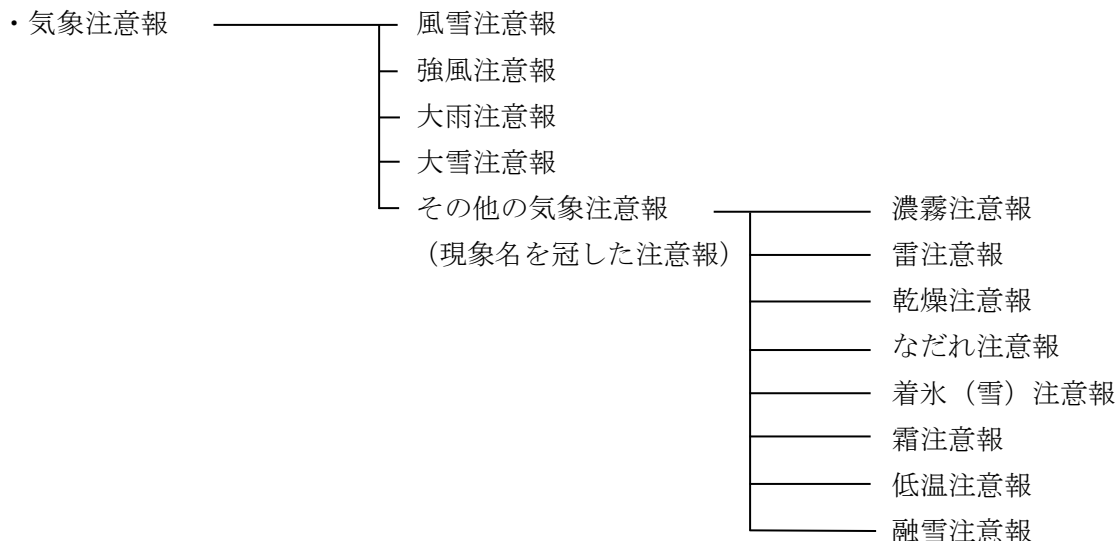 ・気象注意報
風雪注意報
強風注意報
大雨注意報
大雪注意報
その他の気象注意報
（現象名を冠した注意報）
濃霧注意報
雷注意報
乾燥注意報
なだれ注意報
着氷（雪）注意報
霜注意報
低温注意報
融雪注意報